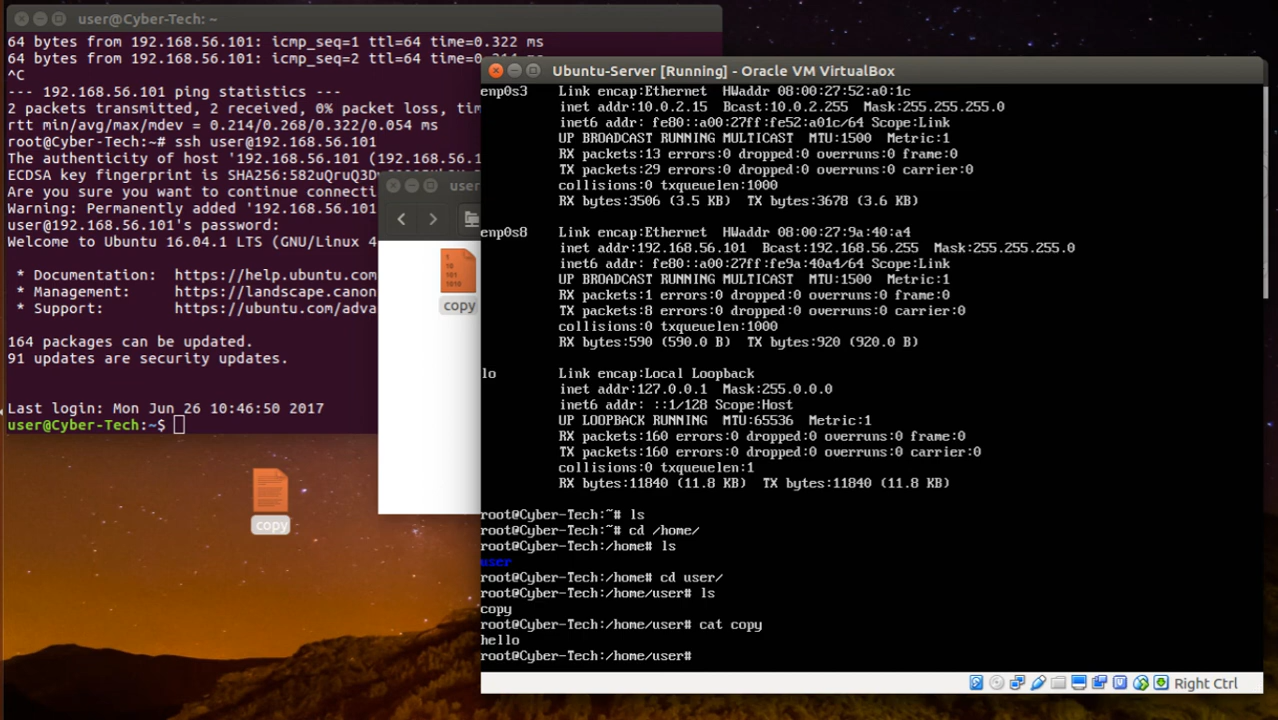 user@Cyber-Tech: ~
64 bytes from 192.168.56.101: icmp_seq=1 ttl=64 time=0.322 ms
64 bytes from 192.168.56.101: icmp_seq=2 ttl=64 ms
^C
--- 192.168.56.101 ping statistics ---
2 packets transmitted, 2 received, 0% packet loss, tim
rtt min/avg/max/mdev = 0.214/0.268/0.322/0.054 ms
root@Cyber-Tech:~# ssh user@192.168.56.101
The authenticity of host '192.168.56.101 (192.168.56.1
ECDSA key fingerprint is
Are you sure you want to continue connecti
Warning: Permanently added '192.168.56.101
user@192.168.56.101's password:
Welcome to Ubuntu 16.04.1 LTS (GNU/Linux 4
* Documentation: https://help.ubuntu.com
* Management: https://landscape.canon
* Support: https://ubuntu.com/adva
164 packages can be updated.
91 updates are security updates.
Last login: Mon Jun 26 10:46:50 2017
user@Cyber-Tech:~$
copy
user
1
10
101
1010
copy
Ubuntu-Server [Running] - Oracle VM VirtualBox
enp0s3 Link encap:Ethernet HWaddr 08:00:27:52:a0:1c
inet addr:10.0.2.15 Bcast:10.0.2.255 Mask:255.255.255.0
inet6 addr: fe80::a00:27ff:fe52:a01c/64 Scope:Link
UP BROADCAST RUNNING MULTICAST MTU:1500 Metric:1
RX packets:13 errors:0 dropped:0 overruns:0 frame:0
TX packets:29 errors:0 dropped:0 overruns:0 carrier:0
collisions:0 txqueuelen:1000
RX bytes:3506 (3.5 KB) TX bytes:3678 (3.6 KB)
enp0s8 Link encap:Ethernet HWaddr 08:00:27:9a:40:a4
inet addr:192.168.56.101 Bcast:192.168.56.255 Mask:255.255.255.0
inet6 addr: fe80::a00:27ff:fe9a:40a4/64 Scope:Link
UP BROADCAST RUNNING MULTICAST MTU:1500 Metric:1
RX packets:1 errors:0 dropped:0 overruns:0 frame:0
TX packets:8 errors:0 dropped:0 overruns:0 carrier:0
collisions:0 txqueuelen:1000
RX bytes:590 (590.0 B) TX bytes:920 (920.0 B)
lo Link encap:Local Loopback
inet addr:127.0.0.1 Mask:255.0.0.0
inet6 addr: ::1/128 Scope:Host
UP LOOPBACK RUNNING MTU:65536 Metric:1
RX packets:160 errors:0 dropped:0 overruns:0 frame:0
TX packets:160 errors:0 dropped:0 overruns:0 carrier:0
collisions:0 txqueuelen:1
RX bytes:11840 (11.8 KB) TX bytes:11840 (11.8 KB)
root@Cyber-Tech:~# ls
root@Cyber-Tech:~# cd /home/
root@Cyber-Tech:/home# ls
user
root@Cyber-Tech:/home# cd user/
root@Cyber-Tech:/home/user# ls
copy
root@Cyber-Tech:/home/user# cat copy
hello
root@Cyber-Tech:/home/user#
Right Ctrl